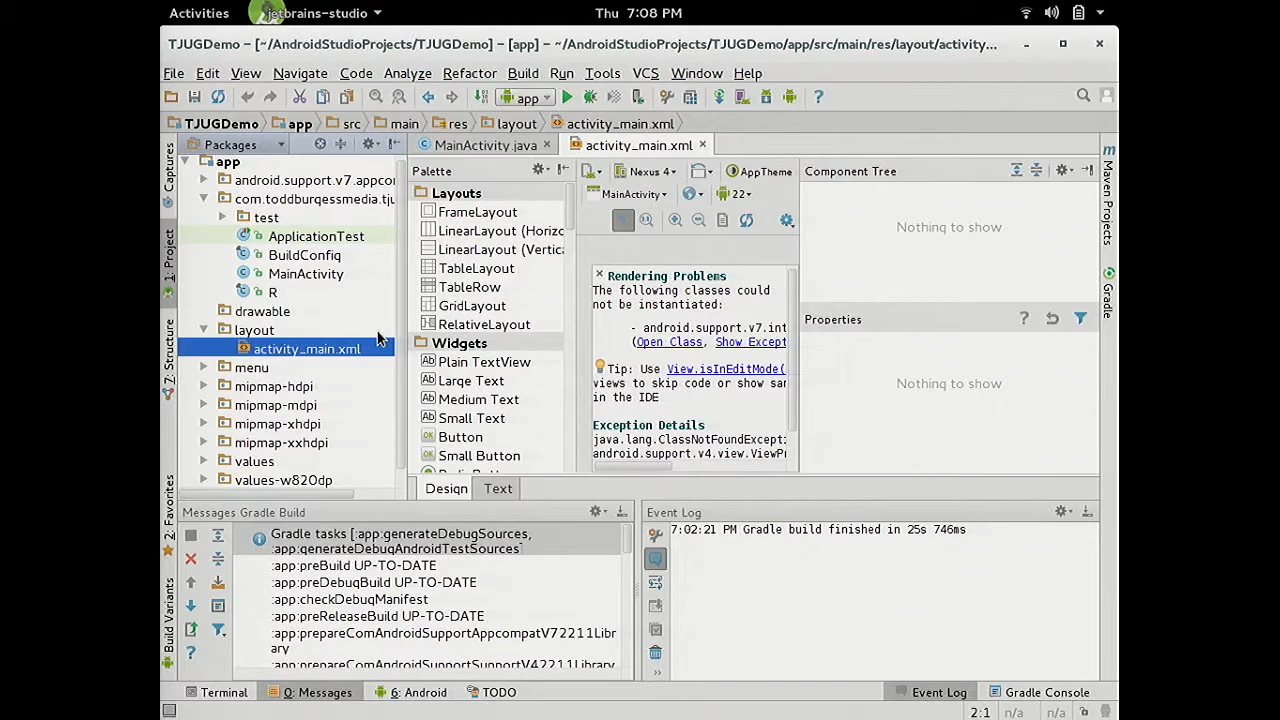 Activities jetbrains-studio Thu 7:08 PM
TJUGDemo – [~/AndroidStudioProjects/TJUGDemo] – [app] – ~/AndroidStudioProjects/TJUGDemo/app/src/main/res/layout/activity...
File Edit View Navigate Code Analyze Refactor Build Run Tools VCS Window Help
app
TJUGDemo app src main res layout activity_main.xml
Packages
MainActivity.java
activity_main.xml
Captures
1: Project
7: Structure
2: Favorites
Build Variants
app
android.support.v7.appcor
com.toddburgessmedia.tju
test
ApplicationTest
BuildConfig
MainActivity
R
drawable
layout
activity_main.xml
menu
mipmap-hdpi
mipmap-mdpi
mipmap-xhdpi
mipmap-xxhdpi
values
values-w820dp
Palette
Layouts
FrameLayout
LinearLayout (Horizo
LinearLayout (Vertica
TableLayout
TableRow
GridLayout
RelativeLayout
Widgets
Plain TextView
Large Text
Medium Text
Small Text
Button
Small Button
Nexus 4 AppTheme
MainActivity 22
Rendering Problems
The following classes could
not be instantiated:
- android.support.v7.int
(Open Class, Show Except
Tip: Use View.isInEditMode(
views to skip code or show sam
in the IDE
Exception Details
java.lang.ClassNotFoundExcepti
android.support.v4.view.ViewPr
Component Tree
Nothing to show
Properties
Nothing to show
Maven Projects
Gradle
Design Text
Messages Gradle Build
Gradle tasks [:app:generateDebugSources,
:app:generateDebugAndroidTestSources]
:app:preBuild UP-TO-DATE
:app:preDebugBuild UP-TO-DATE
:app:checkDebugManifest
:app:preReleaseBuild UP-TO-DATE
:app:prepareComAndroidSupportAppcompatV72211Libr
ary
:app:prepareComAndroidSupportSupportV42211Library
Event Log
7:02:21 PM Gradle build finished in 25s 746ms
Terminal 0: Messages 6: Android TODO Event Log Gradle Console
2:1 n/a n/a